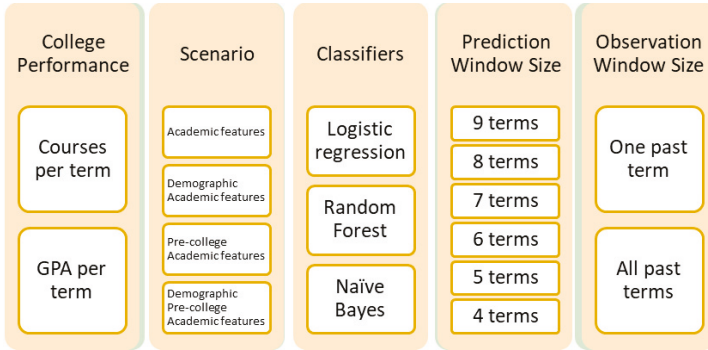 College
Performance
Courses
per term
GPA per
term
Scenario
Academic features
Demographic
Academic features
Pre-college
Academic features
Demographic
Pre-college
Academic features
Classifiers
Logistic
regression
Random
Forest
Naïve
Bayes
Prediction
Window Size
9 terms
8 terms
7 terms
6 terms
5 terms
4 terms
Observation
Window Size
One past
term
All past
terms